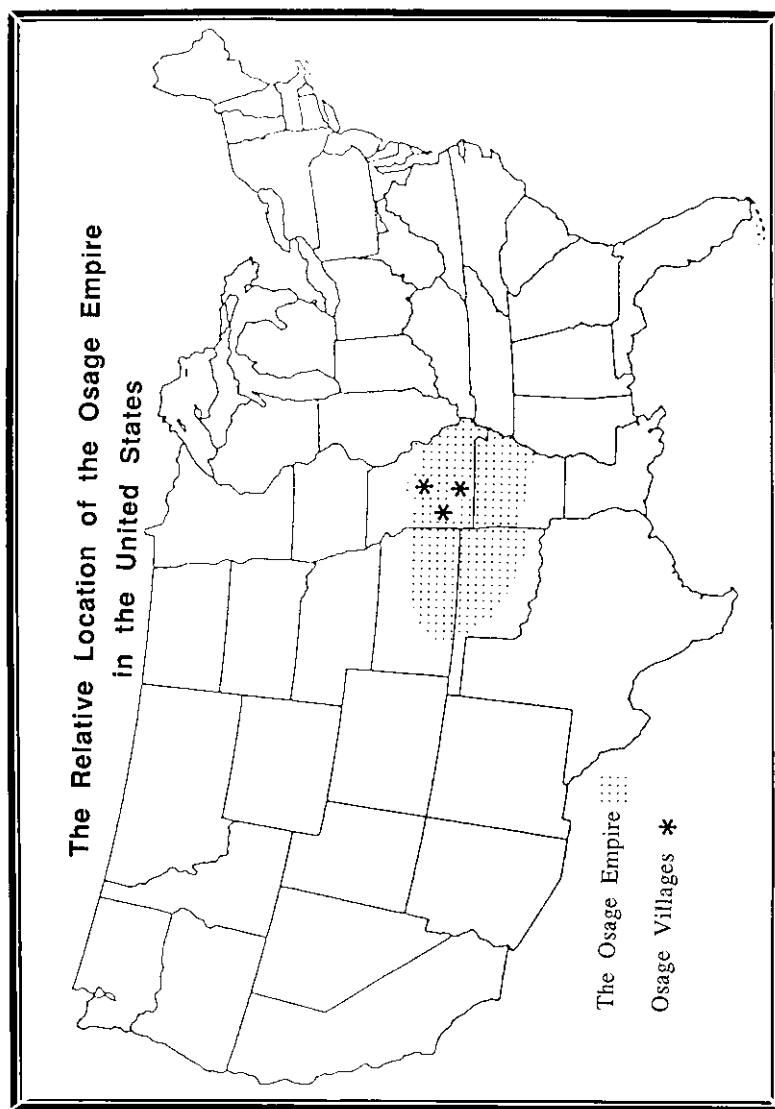 The Relative Location of the Osage Empire
in the United States
The Osage Empire
Osage Villages *